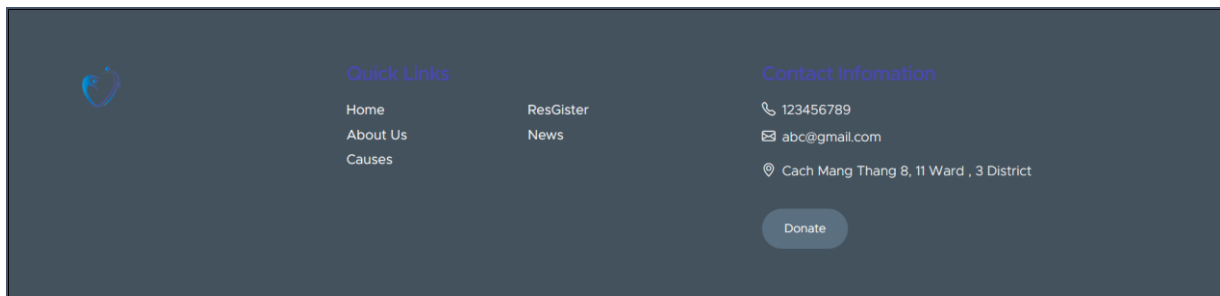 Quick Links
Home
About Us
Causes
ResGister
News
Contact Infomation
123456789
abc@gmail.com
Cach Mang Thang 8, 11 Ward , 3 District
Donate